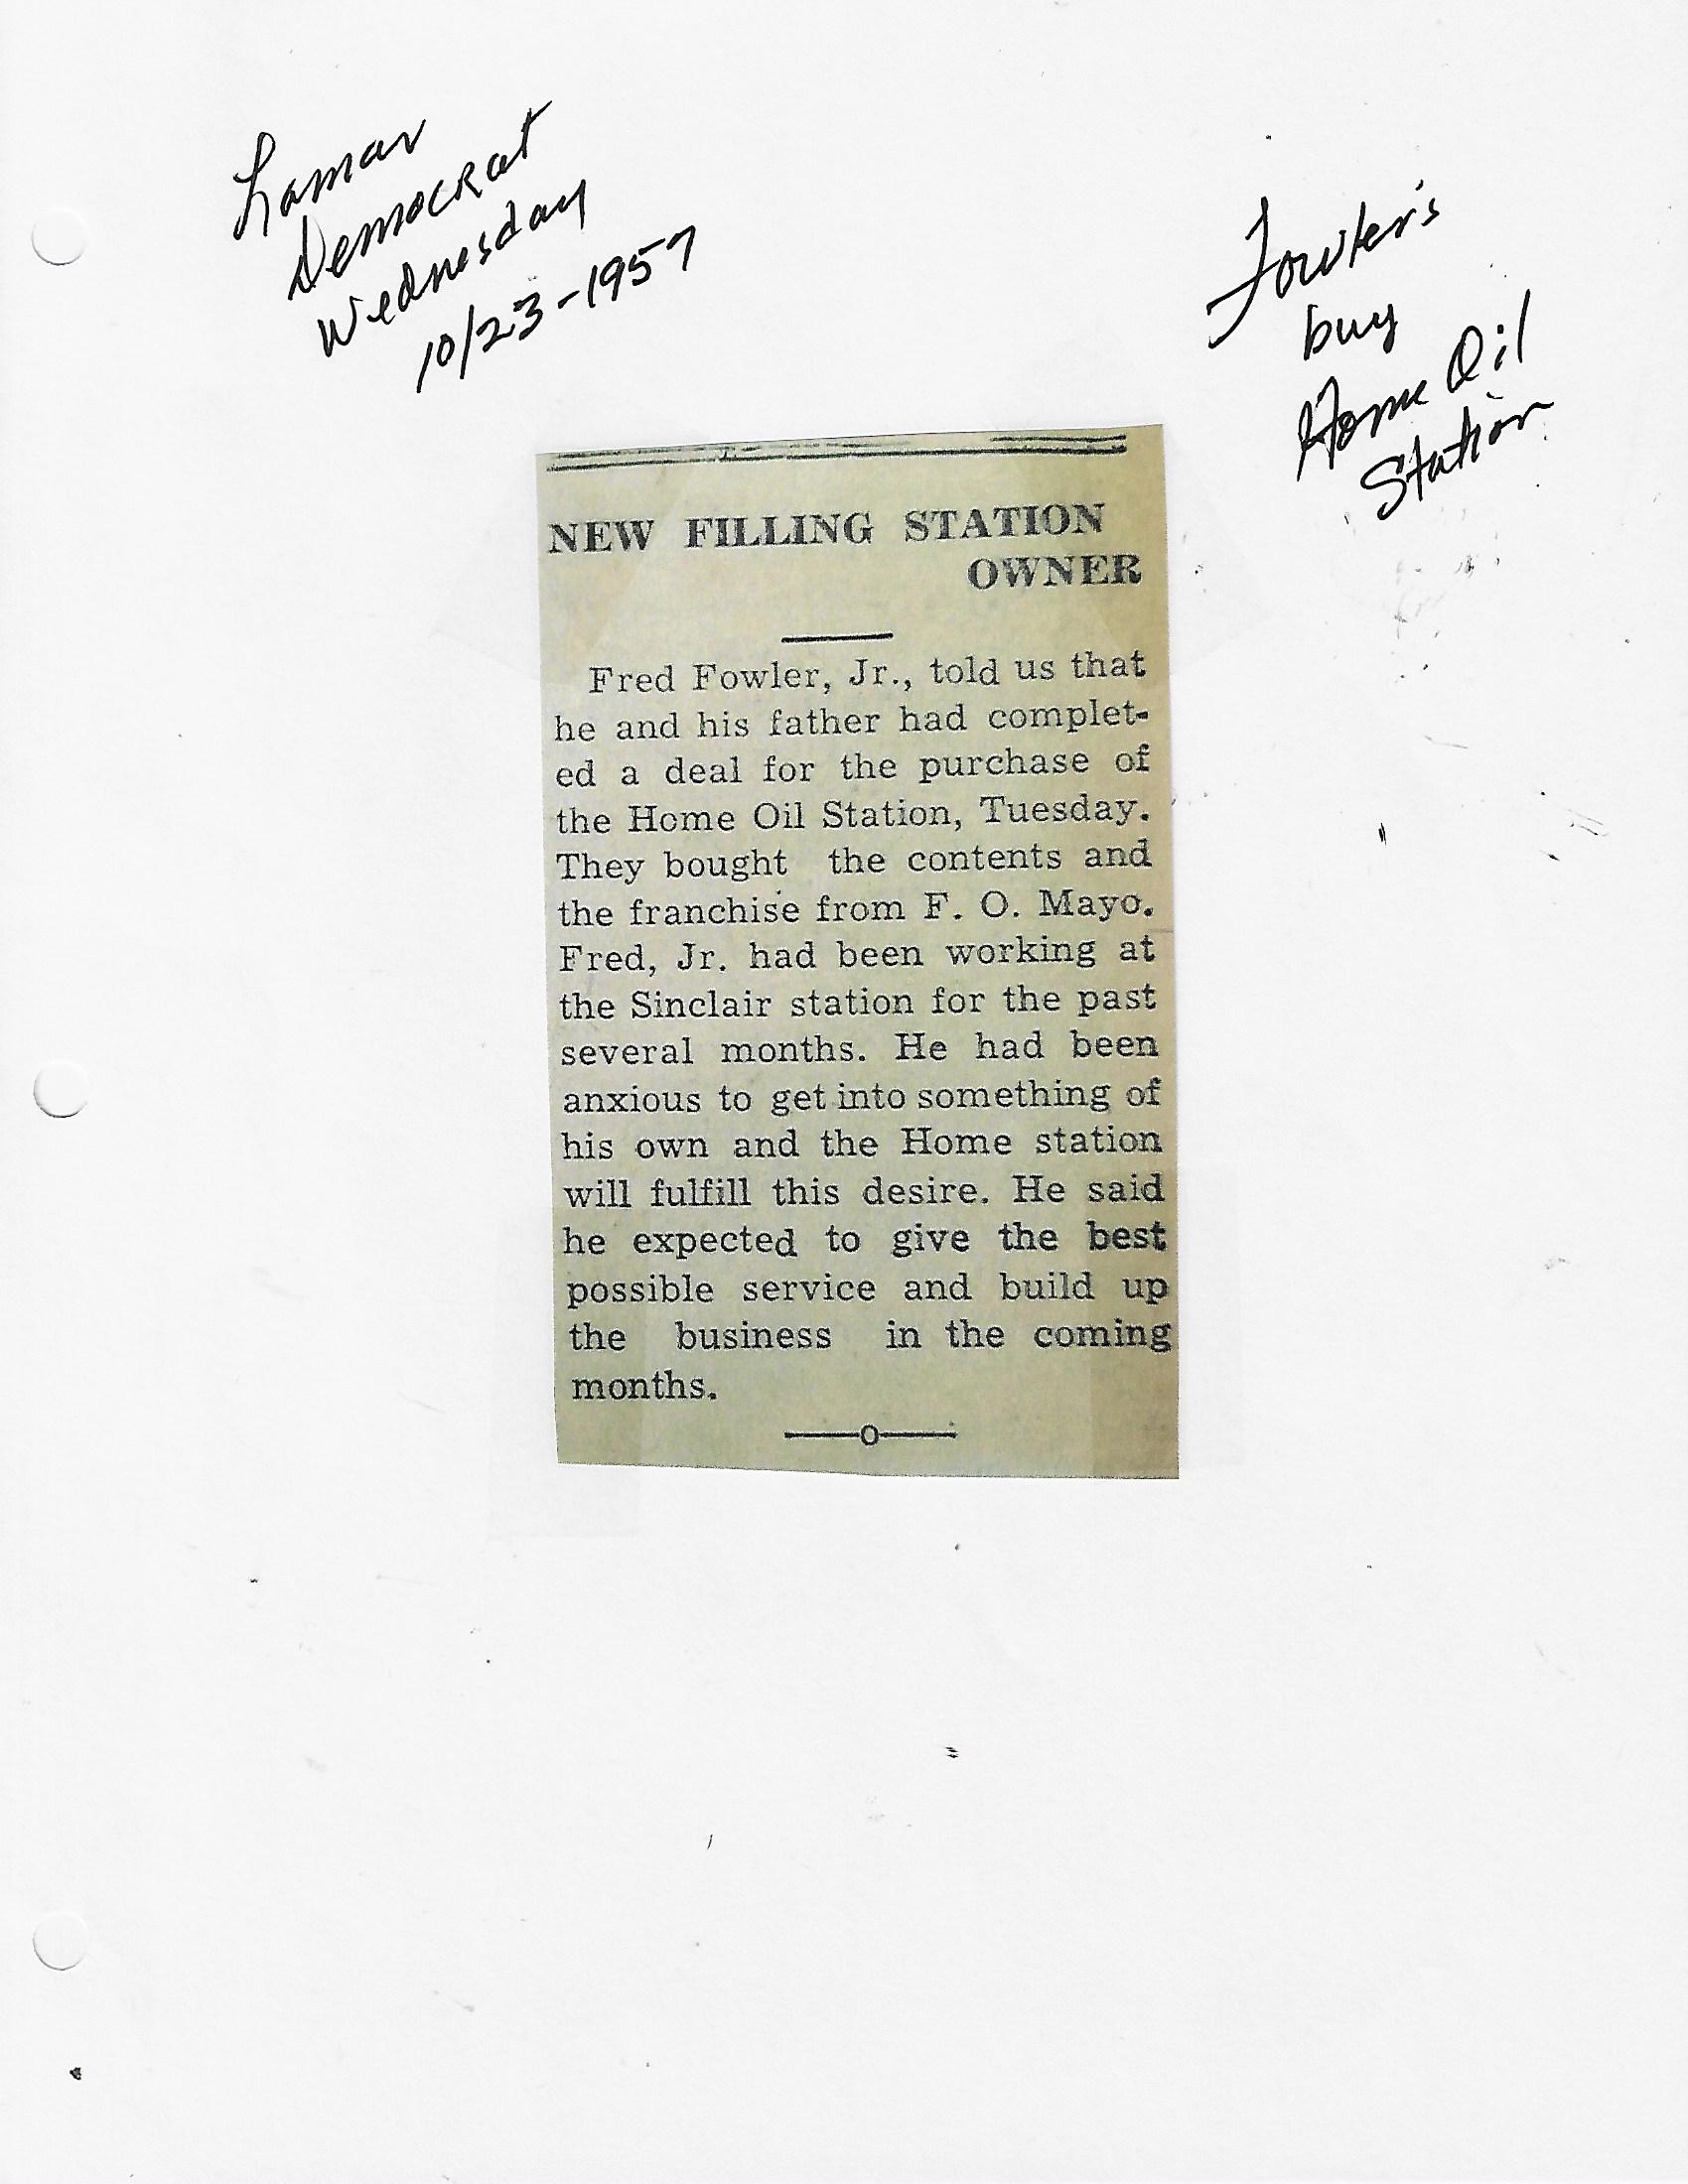 Lamar
Democrat
Wednesday
10/23-1957
Fowler's
buy
Home Oil
Station
NEW FILLING STATION
OWNER
Fred Fowler, Jr., told us that
he and his father had complet-
ed a deal for the purchase of
the Home Oil Station, Tuesday.
They bought the contents and
the franchise from F. O. Mayo.
Fred, Jr. had been working at
the Sinclair station for the past
several months. He had been
anxious to get into something of
his own and the Home station
will fulfill this desire. He said
he expected to give the best
possible service and build up
the business in the coming
months.